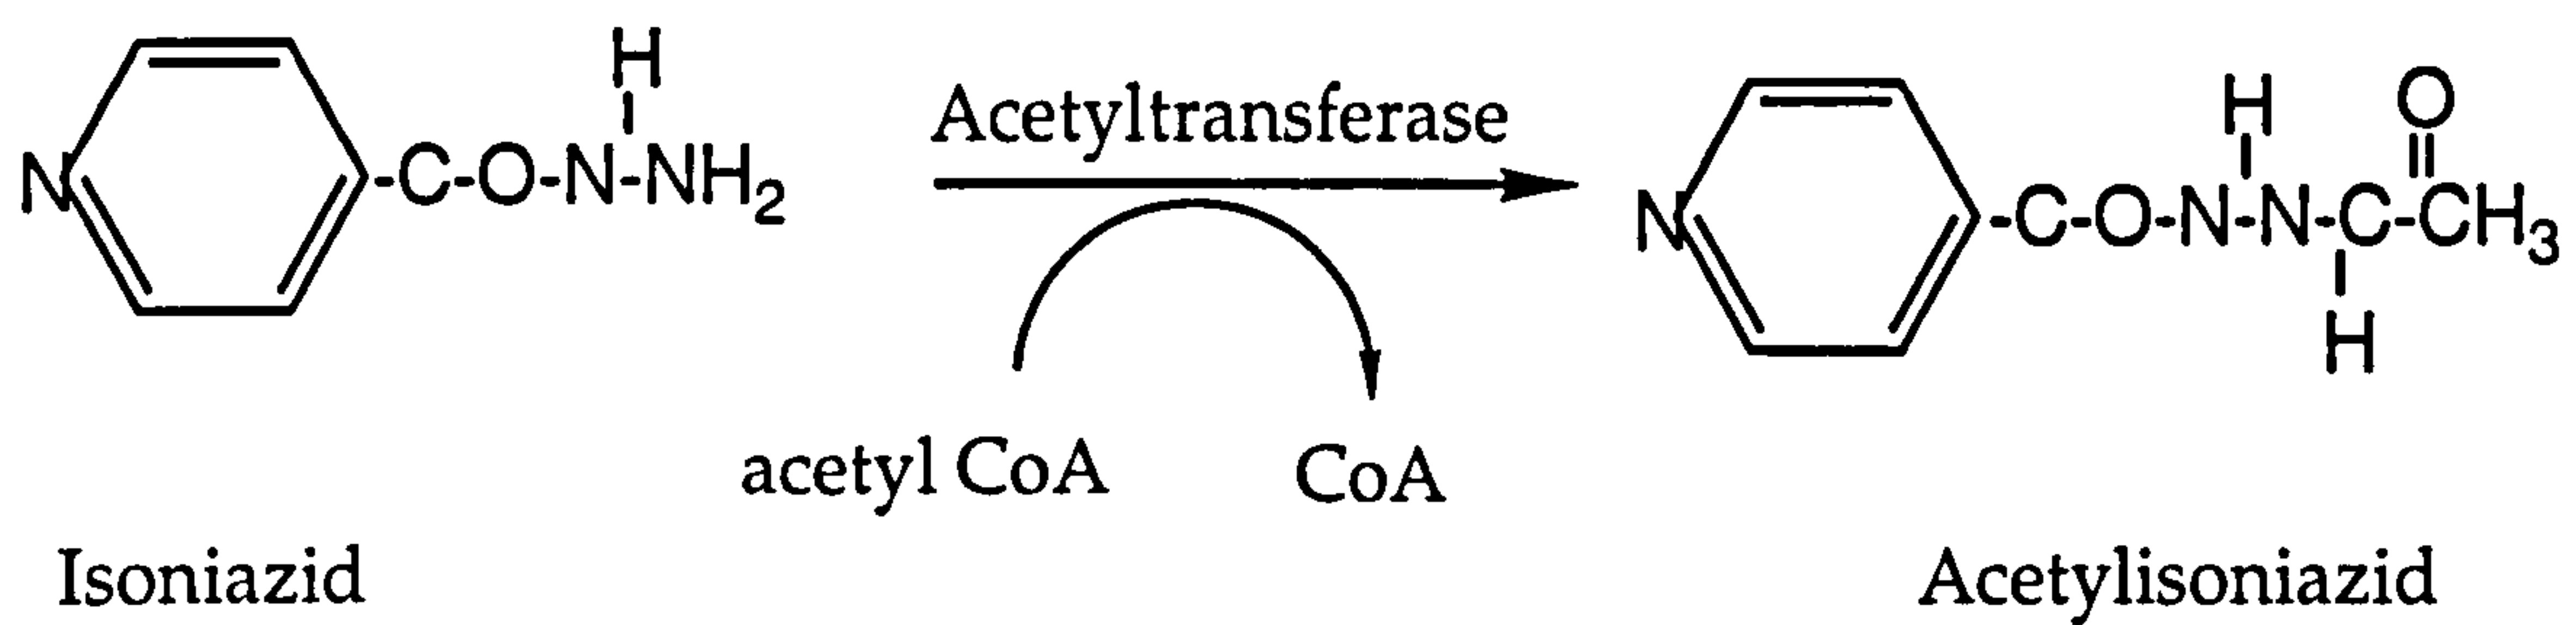 H
N -C-O-N-NH2
Acetyltransferase
acetyl CoA CoA
H O
N -C-O-N-N-C-CH3
H
Isoniazid
Acetylisoniazid